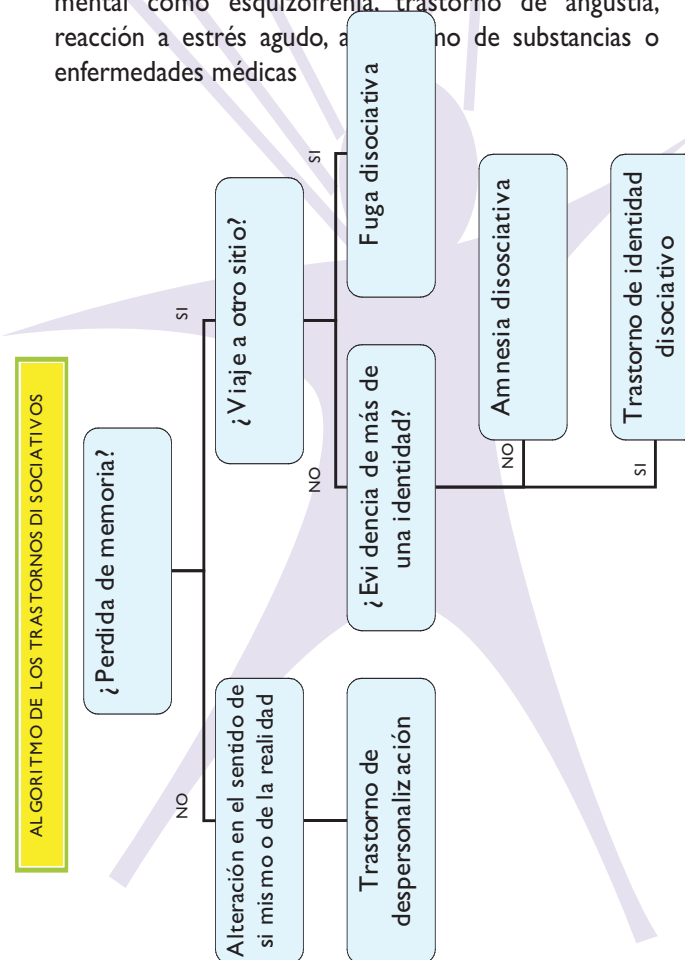 mental como esquizofrenia, trastorno de angustia,
reacción a estrés agudo, a mo de substancias o
enfermedades médicas
ALGORITMO DE LOS TRASTORNOS DISOCIATIVOS
¿Perdida de memoria?
NO
SI
Alteración en el sentido de
si mismo o de la realidad
¿Viaje a otro sitio?
NO
SI
Trastorno de
despersonalización
¿Evidencia de más de
una identidad?
Fuga disociativa
NO
Amnesia disosciativa
SI
Trastorno de identidad
disociativo